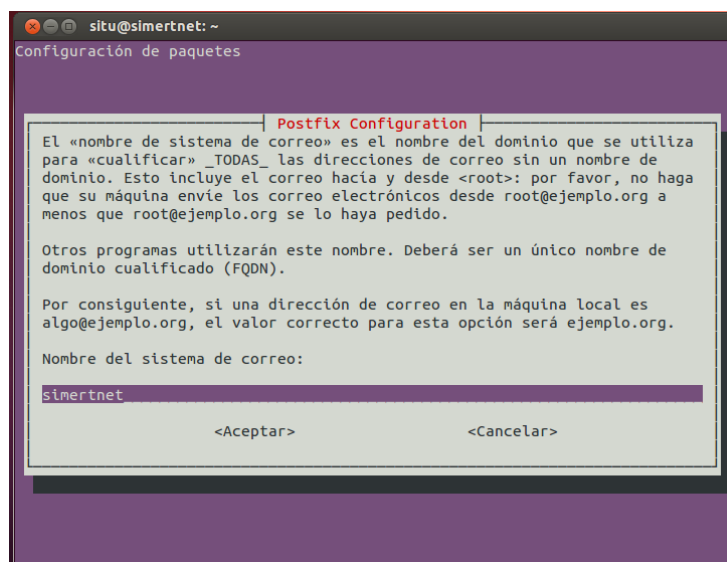 situ@simertnet: ~
Configuración de paquetes
Postfix Configuration
El «nombre de sistema de correo» es el nombre del dominio que se utiliza
para «cualificar» _TODAS_ las direcciones de correo sin un nombre de
dominio. Esto incluye el correo hacia y desde <root>: por favor, no haga
que su máquina envíe los correo electrónicos desde root@ejemplo.org a
menos que root@ejemplo.org se lo haya pedido.
Otros programas utilizarán este nombre. Deberá ser un único nombre de
dominio cualificado (FQDN).
Por consiguiente, si una dirección de correo en la máquina local es
algo@ejemplo.org, el valor correcto para esta opción será ejemplo.org.
Nombre del sistema de correo:
simertnet
<Aceptar> <Cancelar>